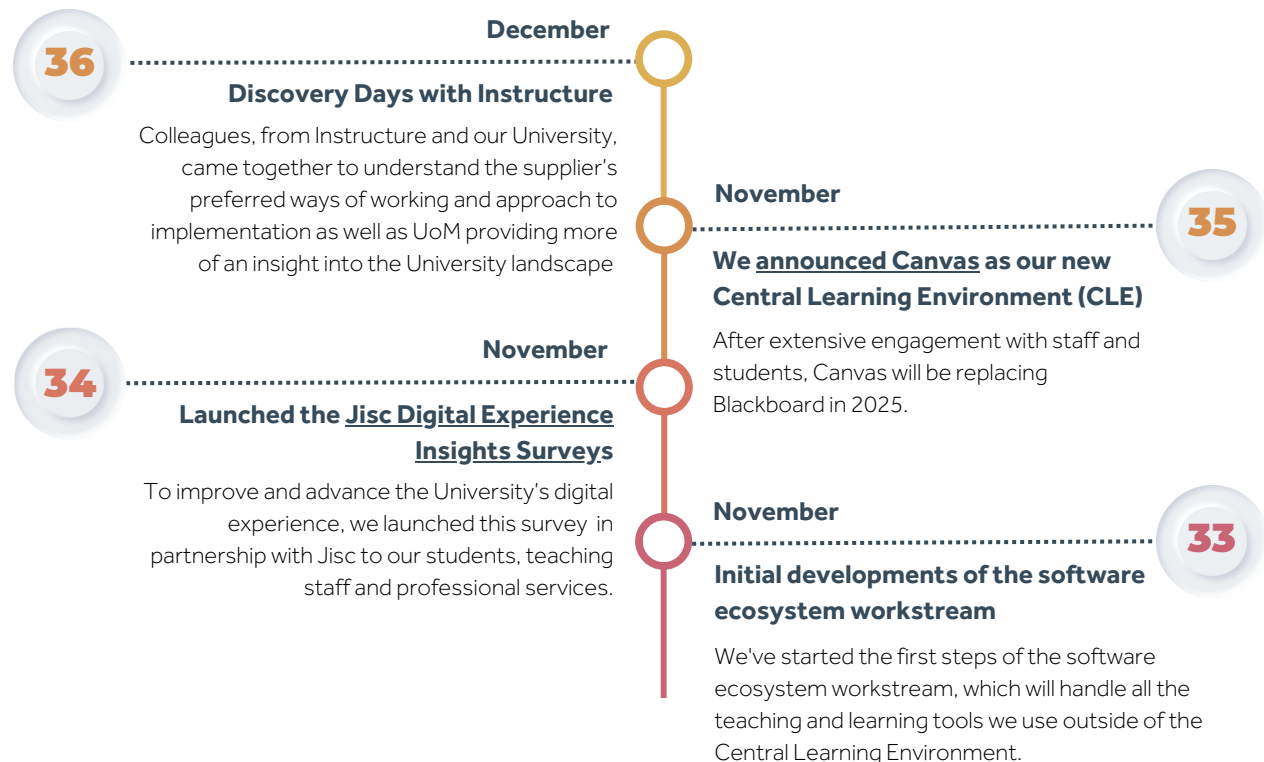 36
December
Discovery Days with Instructure
Colleagues, from Instructure and our University,
came together to understand the supplier's
preferred ways of working and approach to
implementation as well as UoM providing more
of an insight into the University landscape
35
November
We announced Canvas as our new
Central Learning Environment (CLE)
After extensive engagement with staff and
students, Canvas will be replacing
Blackboard in 2025.
34
November
Launched the Jisc Digital Experience
Insights Surveys
To improve and advance the University's digital
experience, we launched this survey in
partnership with Jisc to our students, teaching
staff and professional services.
33
November
Initial developments of the software
ecosystem workstream
We've started the first steps of the software
ecosystem workstream, which will handle all the
teaching and learning tools we use outside of the
Central Learning Environment.